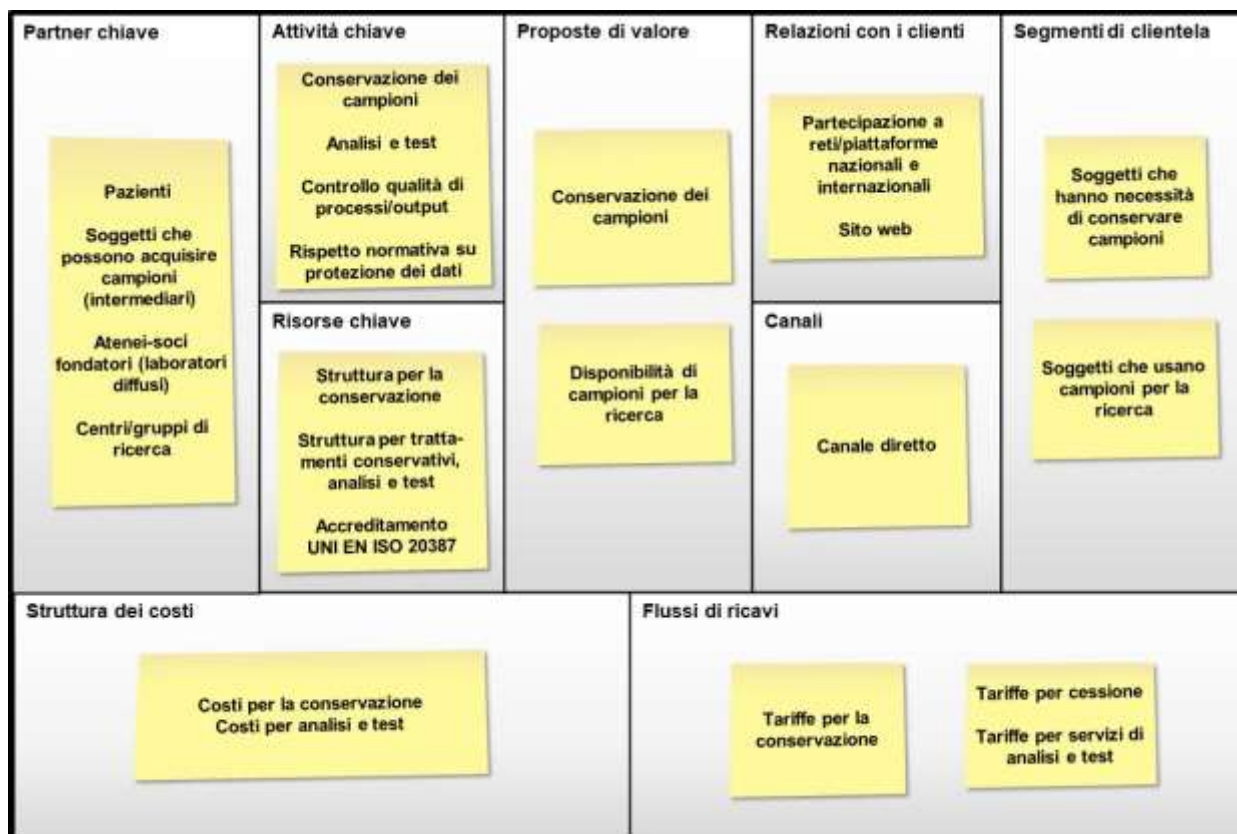 Partner chiave
Pazienti
Soggetti che
possono acquisire
campioni
(intermediari)
Atenei-soci
fondatori (laboratori
diffusi)
Centri/gruppi di
ricerca
Attività chiave
Conservazione dei
campioni
Analisi e test
Controllo qualità di
processi/output
Rispetto normativa su
protezione dei dati
Risorse chiave
Struttura per la
conservazione
Struttura per tratta-
menti conservativi,
analisi e test
Accreditamento
UNI EN ISO 20387
Proposte di valore
Conservazione dei
campioni
Disponibilità di
campioni per la
ricerca
Relazioni con i clienti
Partecipazione a
reti/piattaforme
nazionali e
internazionali
Sito web
Canali
Canale diretto
Segmenti di clientela
Soggetti che
hanno necessità
di conservare
campioni
Soggetti che usano
campioni per la
ricerca
Struttura dei costi
Costi per la conservazione
Costi per analisi e test
Flussi di ricavi
Tariffe per la
conservazione
Tariffe per cessione
Tariffe per servizi di
analisi e test